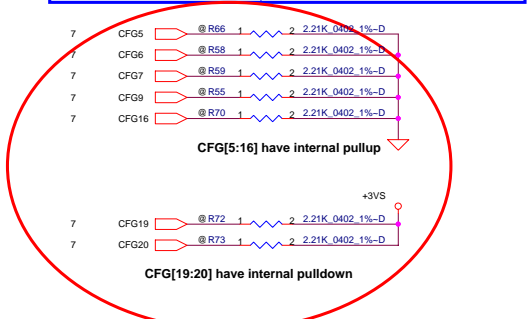 7 CFG5 @ R66 1 2 2.21K_0402_1%~D
7 CFG6 @ R58 1 2 2.21K_0402_1%~D
7 CFG7 @ R59 1 2 2.21K_0402_1%~D
7 CFG9 @ R55 1 2 2.21K_0402_1%~D
7 CFG16 @ R70 1 2 2.21K_0402_1%~D
CFG[5:16] have internal pullup
+3VS
7 CFG19 @ R72 1 2 2.21K_0402_1%~D
7 CFG20 @ R73 1 2 2.21K_0402_1%~D
CFG[19:20] have internal pulldown